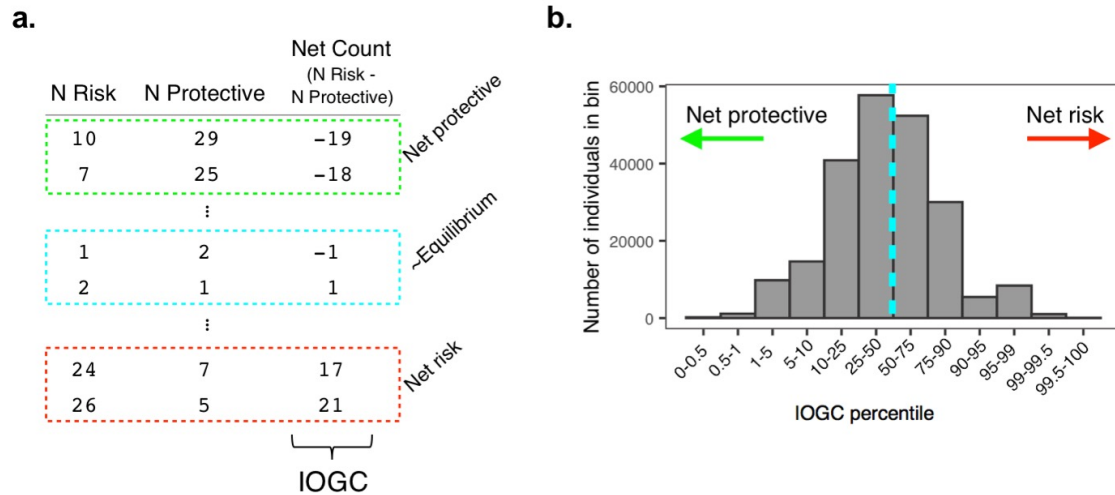 a.
Net Count
(N Risk -
N Risk N Protective N Protective)
10 29 -19
7 25 -18
Net protective
⋮
1 2 -1
2 1 1
~Equilibrium
⋮
24 7 17
26 5 21
Net risk
IOGC
b.
Number of individuals in bin
60000
40000
20000
0
Net protective
Net risk
0-0.5
0.5-1
1-5
5-10
10-25
25-50
50-75
75-90
90-95
95-99
99-99.5
99.5-100
IOGC percentile